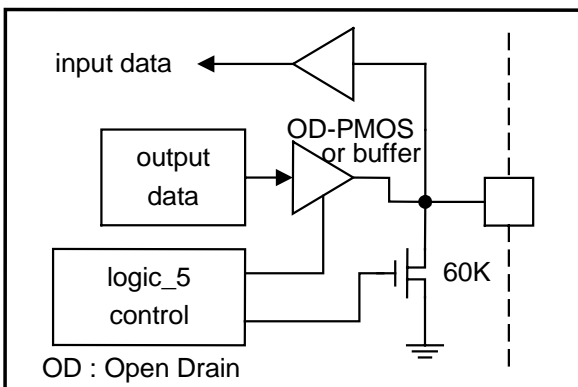 input data
OD-PMOS
or buffer
output
data
logic_5
control
60K
OD : Open Drain